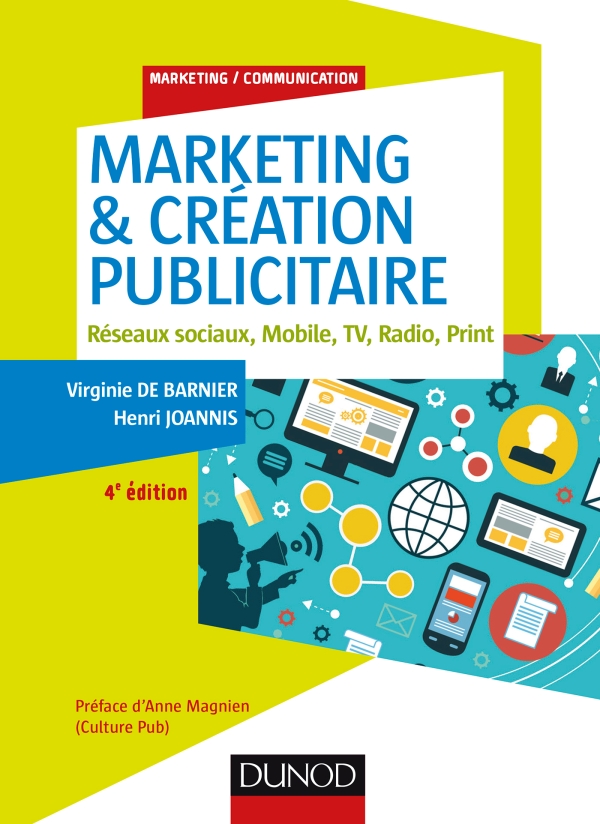 MARKETING / COMMUNICATION
MARKETING
& CRÉATION
PUBLICITAIRE
Réseaux sociaux, Mobile, TV, Radio, Print
Virginie DE BARNIER
Henri JOANNIS
4e édition
Préface d'Anne Magnien
(Culture Pub)
DUNOD